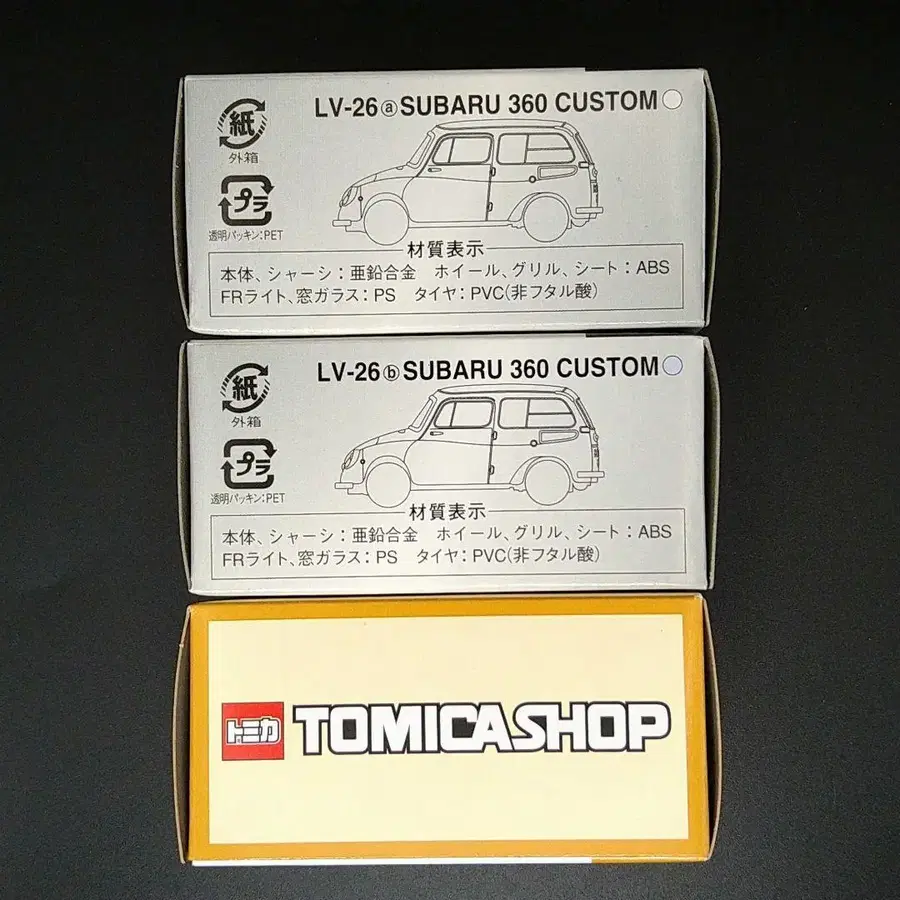 LV-26ⓐSUBARU 360 CUSTOM
紙
外箱
プラ
透明パッキン:PET
材質表示
本体、シャーシ:亜鉛合金 ホイール、グリル、シート:ABS
FRライト、窓ガラス:PS タイヤ:PVC(非フタル酸)
LV-26ⓑSUBARU 360 CUSTOM
紙
外箱
プラ
透明パッキン:PET
材質表示
本体、シャーシ:亜鉛合金 ホイール、グリル、シート:ABS
FRライト、窓ガラス:PS タイヤ:PVC(非フタル酸)
トミカ TOMICASHOP